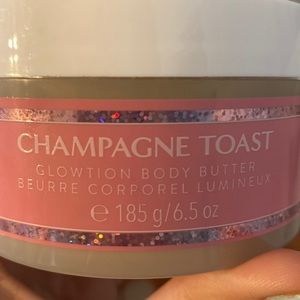 CHAMPAGNE TOAST
GLOWTION BODY BUTTER
BEURRE CORPOREL LUMINEUX
℮ 185 g/6.5 oz